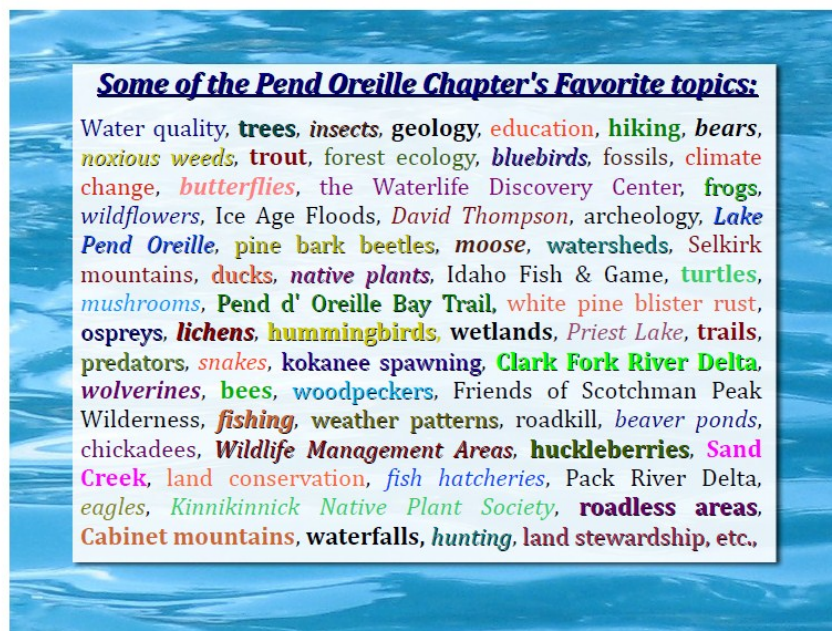 Some of the Pend Oreille Chapter's Favorite topics:
Water quality, trees, insects, geology, education, hiking, bears,
noxious weeds, trout, forest ecology, bluebirds, fossils, climate
change, butterflies, the Waterlife Discovery Center, frogs,
wildflowers, Ice Age Floods, David Thompson, archeology, Lake
Pend Oreille, pine bark beetles, moose, watersheds, Selkirk
mountains, ducks, native plants, Idaho Fish & Game, turtles,
mushrooms, Pend d' Oreille Bay Trail, white pine blister rust,
ospreys, lichens, hummingbirds, wetlands, Priest Lake, trails,
predators, snakes, kokanee spawning, Clark Fork River Delta,
wolverines, bees, woodpeckers, Friends of Scotchman Peak
Wilderness, fishing, weather patterns, roadkill, beaver ponds,
chickadees, Wildlife Management Areas, huckleberries, Sand
Creek, land conservation, fish hatcheries, Pack River Delta,
eagles, Kinnikinnick Native Plant Society, roadless areas,
Cabinet mountains, waterfalls, hunting, land stewardship, etc.,